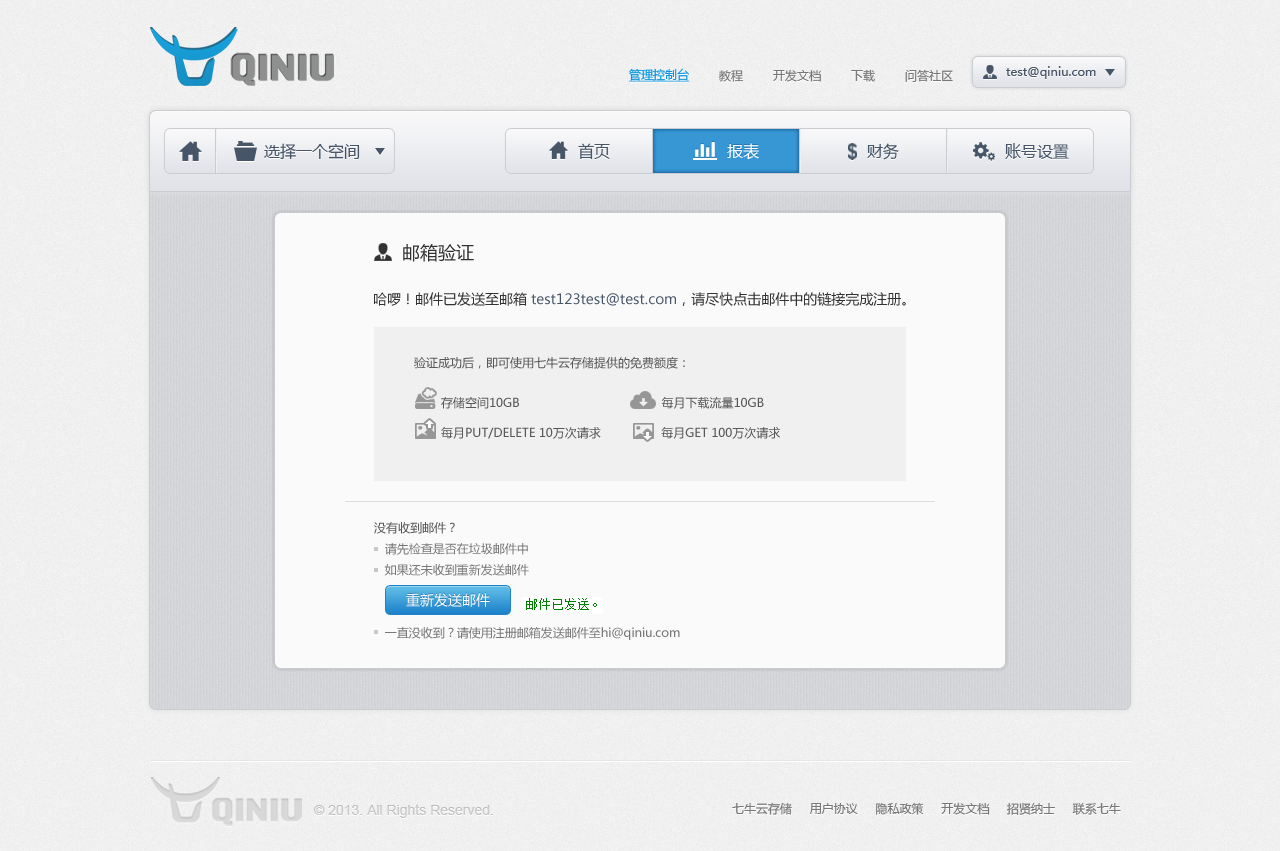 QINIU
管理控制台 教程 开发文档 下载 问答社区 test@qiniu.com
选择一个空间 首页 报表 财务 账号设置
邮箱验证
哈啰！邮件已发送至邮箱 test123test@test.com，请尽快点击邮件中的链接完成注册。
验证成功后，即可使用七牛云存储提供的免费额度：
存储空间10GB 每月下载流量10GB
每月PUT/DELETE 10万次请求 每月GET 100万次请求
没有收到邮件？
请先检查是否在垃圾邮件中
如果还未收到重新发送邮件
重新发送邮件 邮件已发送。
一直没收到？请使用注册邮箱发送邮件至hi@qiniu.com
QINIU © 2013. All Rights Reserved. 七牛云存储 用户协议 隐私政策 开发文档 招贤纳士 联系七牛